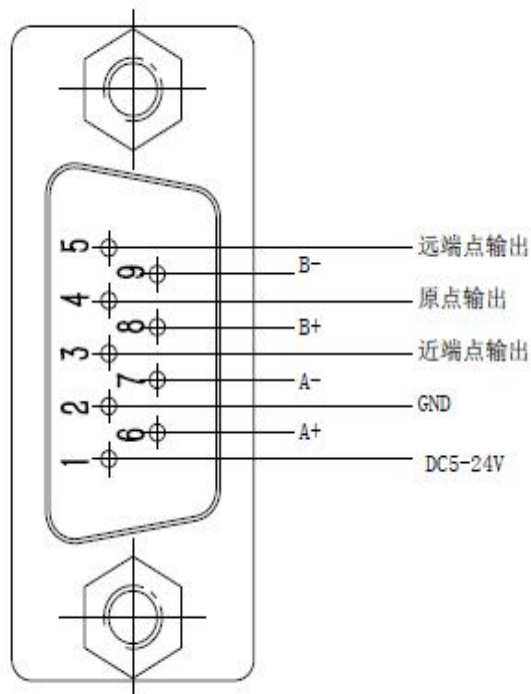 5 远端点输出
9 B-
4 原点输出
8 B+
3 近端点输出
7 A-
2 GND
6 A+
1 DC5-24V